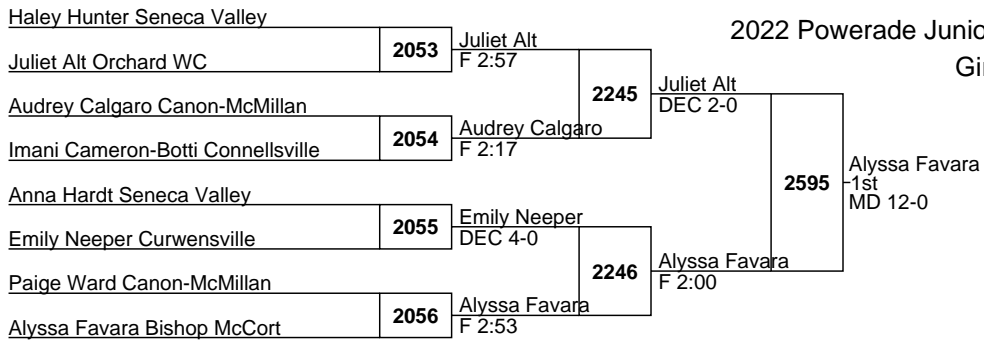 Haley Hunter Seneca Valley
2022 Powerade Junio
2053
Juliet Alt
F 2:57
Juliet Alt Orchard WC
Gi
2245
Juliet Alt
DEC 2-0
Audrey Calgaro Canon-McMillan
2054
Audrey Calgaro
F 2:17
Imani Cameron-Botti Connellsville
2595
Alyssa Favara
1st
MD 12-0
Anna Hardt Seneca Valley
2055
Emily Neeper
DEC 4-0
Emily Neeper Curwensville
2246
Alyssa Favara
F 2:00
Paige Ward Canon-McMillan
2056
Alyssa Favara
F 2:53
Alyssa Favara Bishop McCort